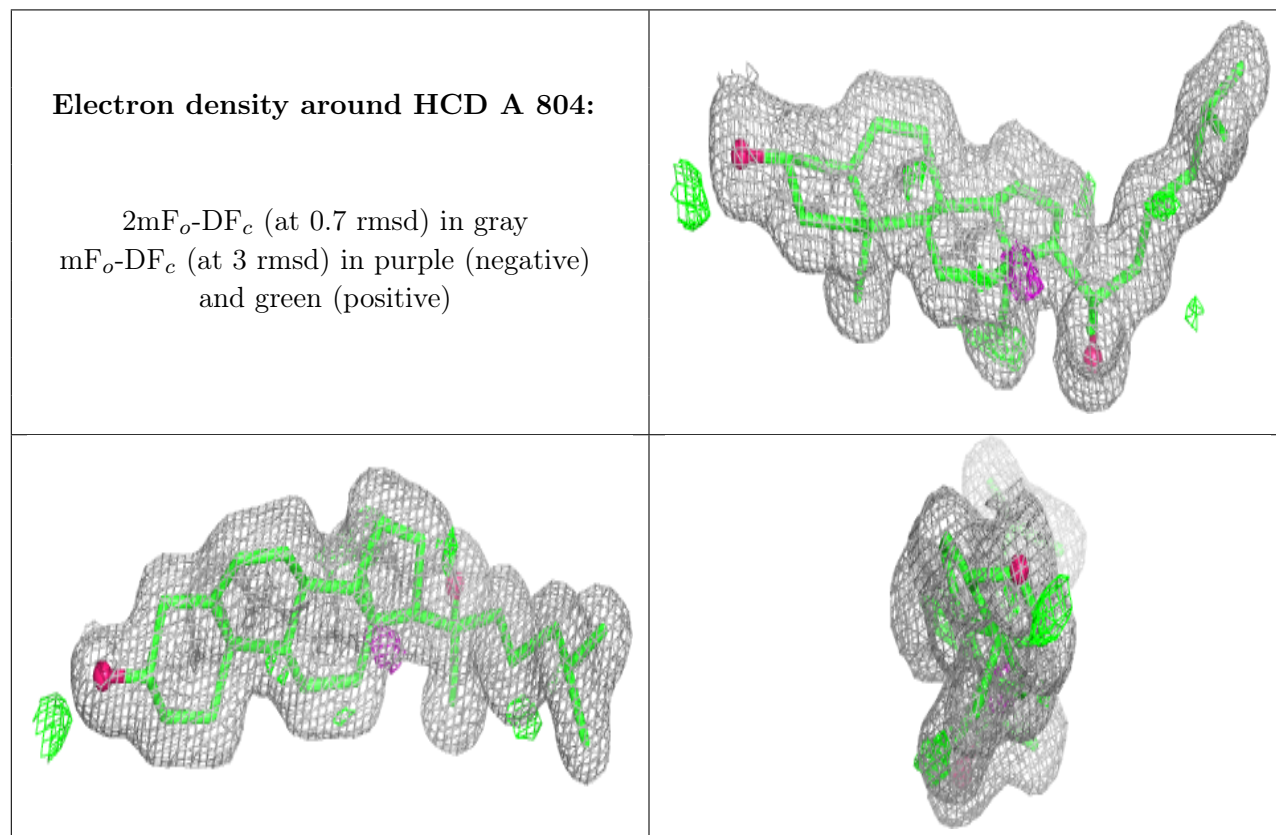 Electron density around HCD A 804:
2mFo-DFc (at 0.7 rmsd) in gray
mFo-DFc (at 3 rmsd) in purple (negative)
and green (positive)